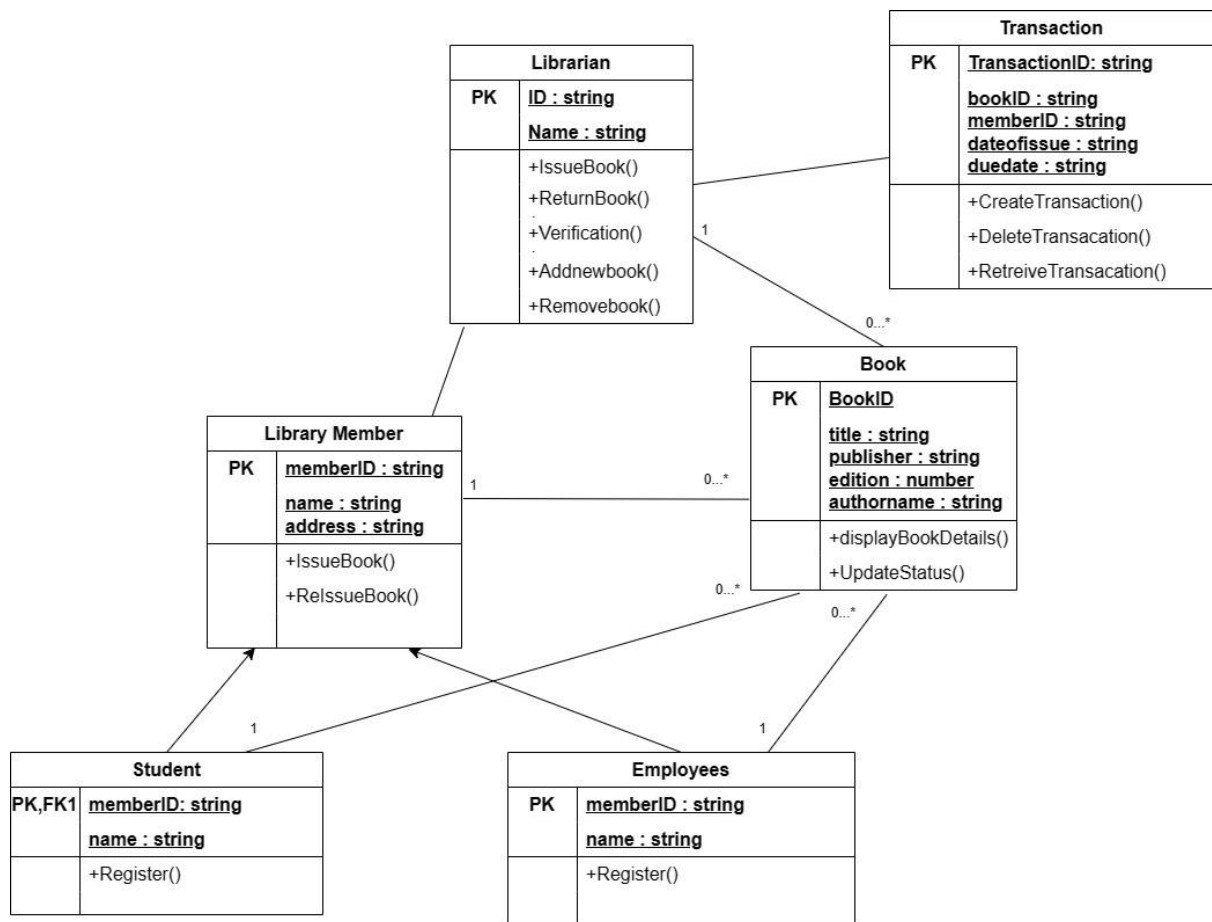 Transaction
PK
TransactionID: string
bookID : string
memberID : string
dateofissue : string
duedate : string
+CreateTransaction()
+DeleteTransacation()
+RetreiveTransacation()
Librarian
PK
ID : string
Name : string
+IssueBook()
+ReturnBook()
+Verification()
+Addnewbook()
+Removebook()
1
0...*
Book
PK
BookID
title : string
publisher : string
edition : number
authorname : string
+displayBookDetails()
+UpdateStatus()
Library Member
PK
memberID : string
name : string
address : string
+IssueBook()
+ReIssueBook()
1
0...*
0...*
0...*
1
1
Student
PK,FK1
memberID: string
name : string
+Register()
Employees
PK
memberID : string
name : string
+Register()